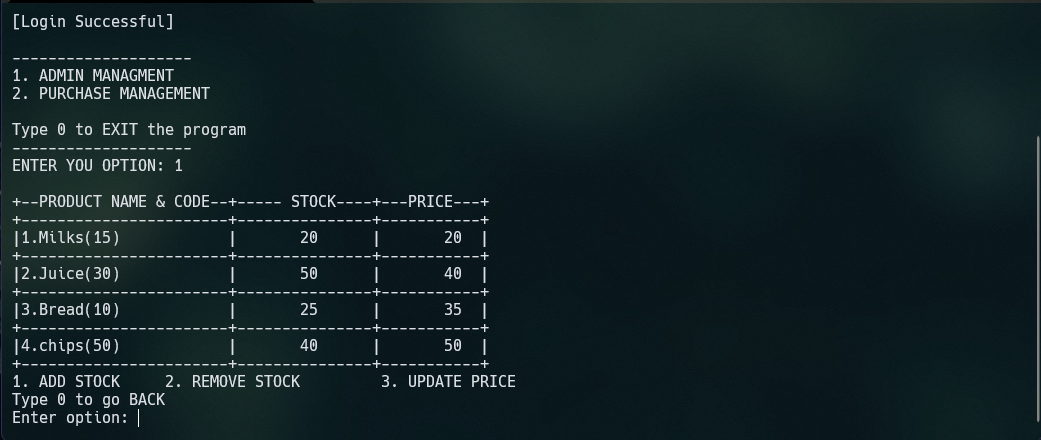 [Login Successful]
--------------------
1. ADMIN MANAGMENT
2. PURCHASE MANAGEMENT
Type 0 to EXIT the program
--------------------
ENTER YOU OPTION: 1
+--PRODUCT NAME & CODE--+----- STOCK----+---PRICE---+
+-----------------------+---------------+-----------+
|1.Milks(15)            |       20      |       20  |
+-----------------------+---------------+-----------+
|2.Juice(30)            |       50      |       40  |
+-----------------------+---------------+-----------+
|3.Bread(10)            |       25      |       35  |
+-----------------------+---------------+-----------+
|4.chips(50)            |       40      |       50  |
+-----------------------+---------------+-----------+
1. ADD STOCK     2. REMOVE STOCK         3. UPDATE PRICE
Type 0 to go BACK
Enter option: